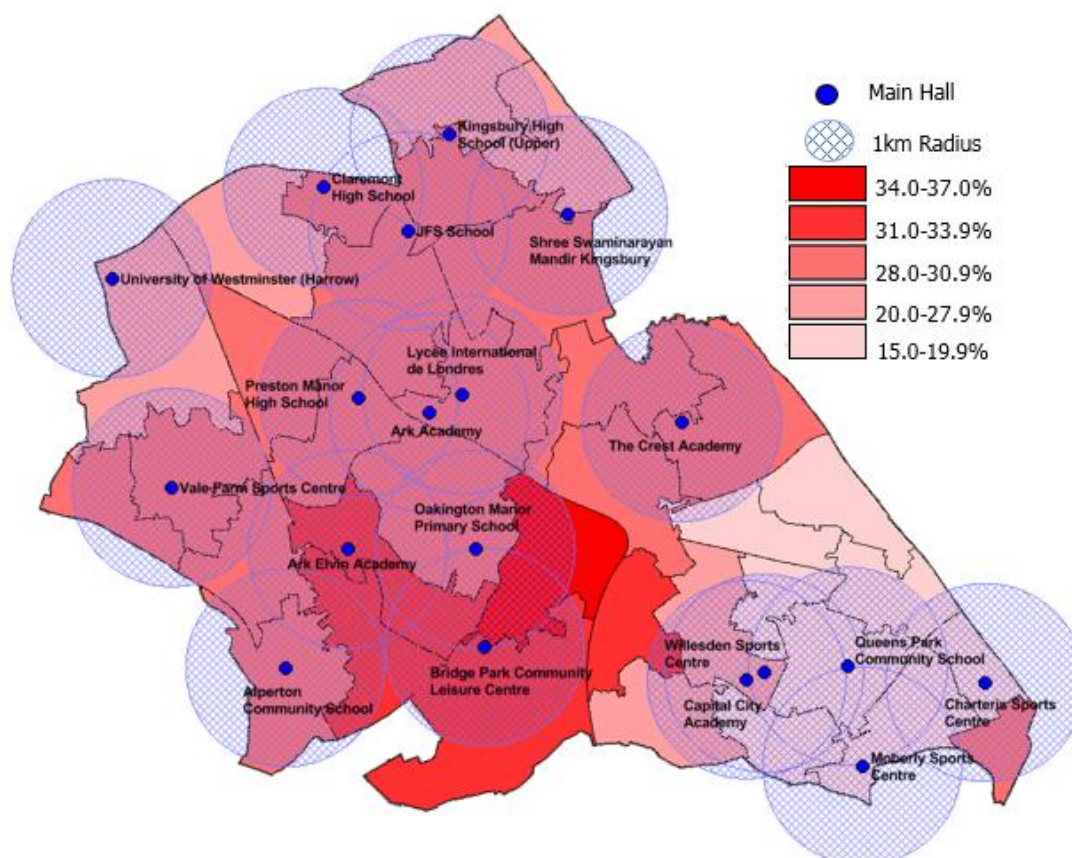 Main Hall
1km Radius
34.0-37.0%
31.0-33.9%
28.0-30.9%
20.0-27.9%
15.0-19.9%
Kingsbury High
School (Upper)
Claremont
High School
JFS School
Shree Swaminarayan
Mandir Kingsbury
University of Westminster (Harrow)
Lycée International
de Londres
Preston Manor
High School
Ark Academy
The Crest Academy
Vale Farm Sports Centre
Oakington Manor
Primary School
Ark Elvin Academy
Willesden Sports
Centre
Queens Park
Community School
Bridge Park Community
Leisure Centre
Alperton
Community School
Capital City
Academy
Charteris Sports
Centre
Moberly Sports
Centre